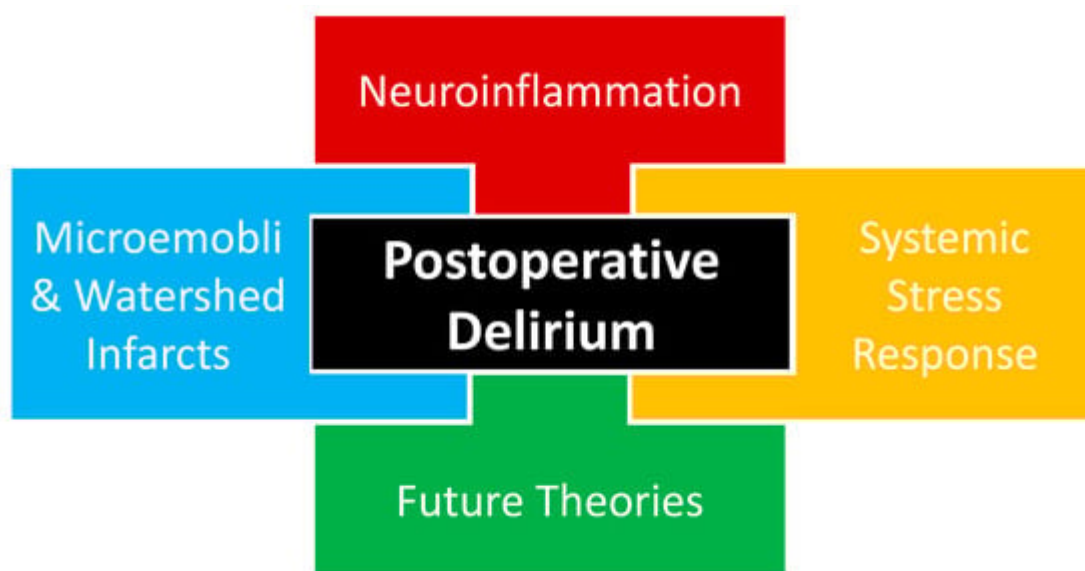 Neuroinflammation
Microemobli
& Watershed
Infarcts
Postoperative
Delirium
Systemic
Stress
Response
Future Theories